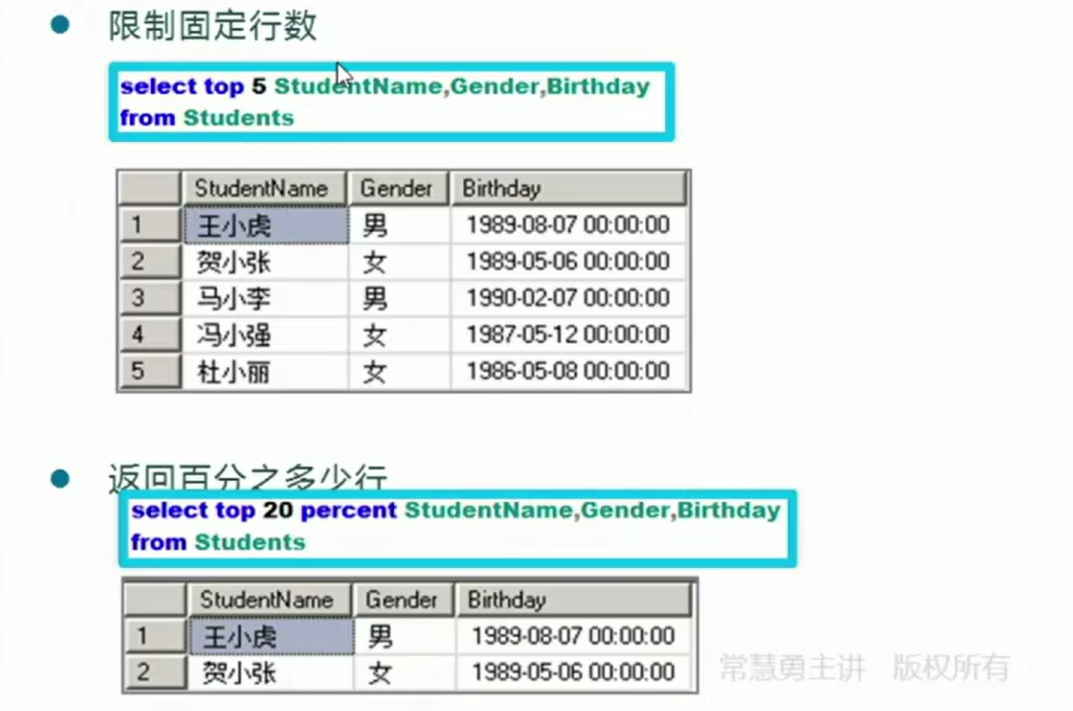 限制固定行数
select top 5 StudentName,Gender,Birthday
from Students
StudentName Gender Birthday
1 王小虎 男 1989-08-07 00:00:00
2 贺小张 女 1989-05-06 00:00:00
3 马小李 男 1990-02-07 00:00:00
4 冯小强 女 1987-05-12 00:00:00
5 杜小丽 女 1986-05-08 00:00:00
返回百分之多少行
select top 20 percent StudentName,Gender,Birthday
from Students
StudentName Gender Birthday
1 王小虎 男 1989-08-07 00:00:00
2 贺小张 女 1989-05-06 00:00:00
常慧勇主讲 版权所有